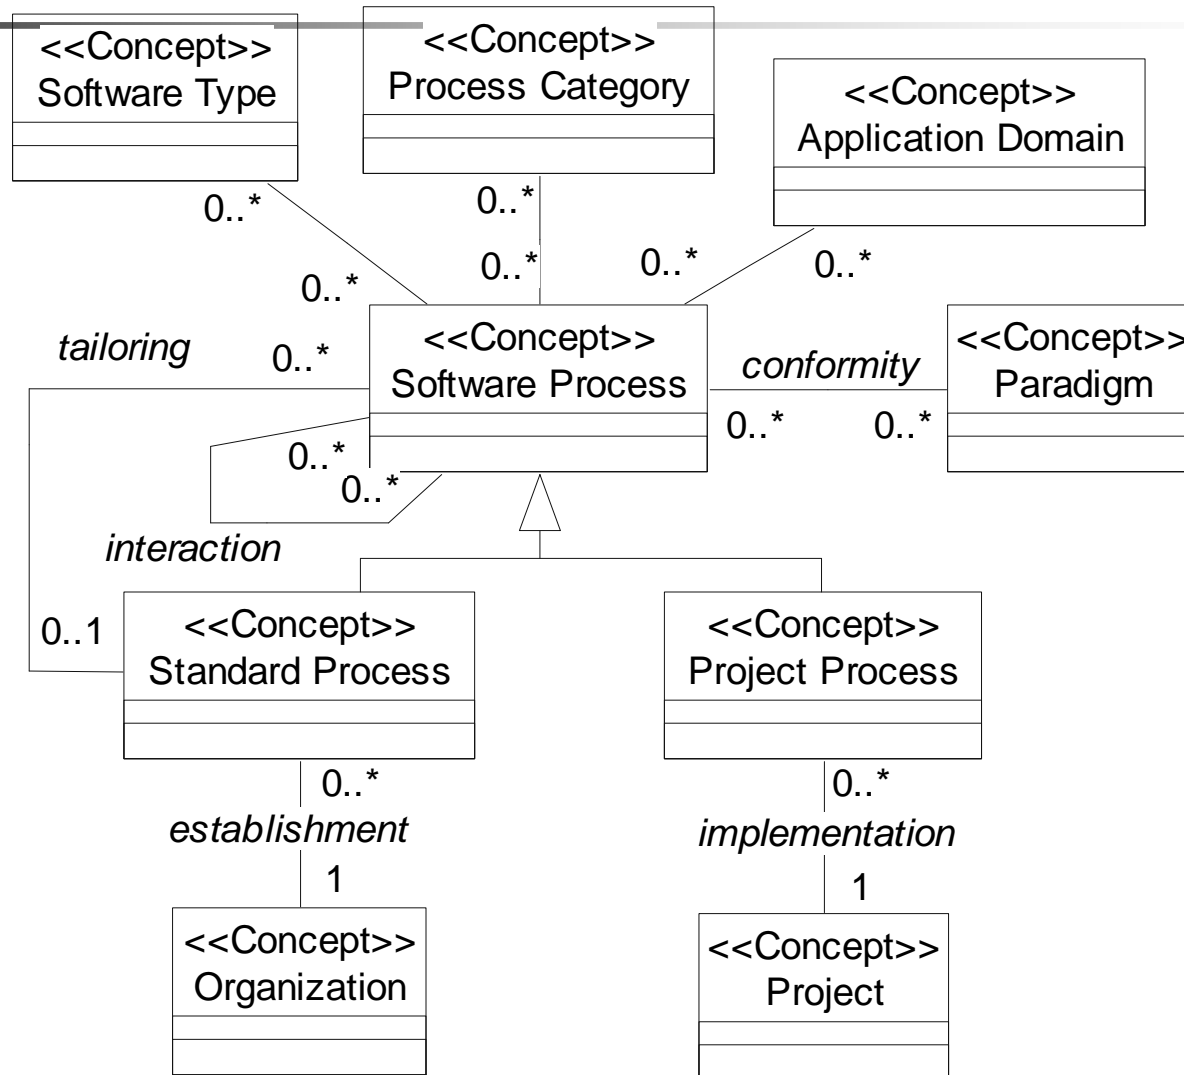 <<Concept>>
Software Type
<<Concept>>
Process Category
<<Concept>>
Application Domain
0..*
0..*
0..*
0..*
0..*
0..*
tailoring
0..*
<<Concept>>
Software Process
conformity
<<Concept>>
Paradigm
0..*
0..*
0..*
0..*
interaction
0..1
<<Concept>>
Standard Process
<<Concept>>
Project Process
0..*
0..*
establishment
implementation
1
1
<<Concept>>
Organization
<<Concept>>
Project